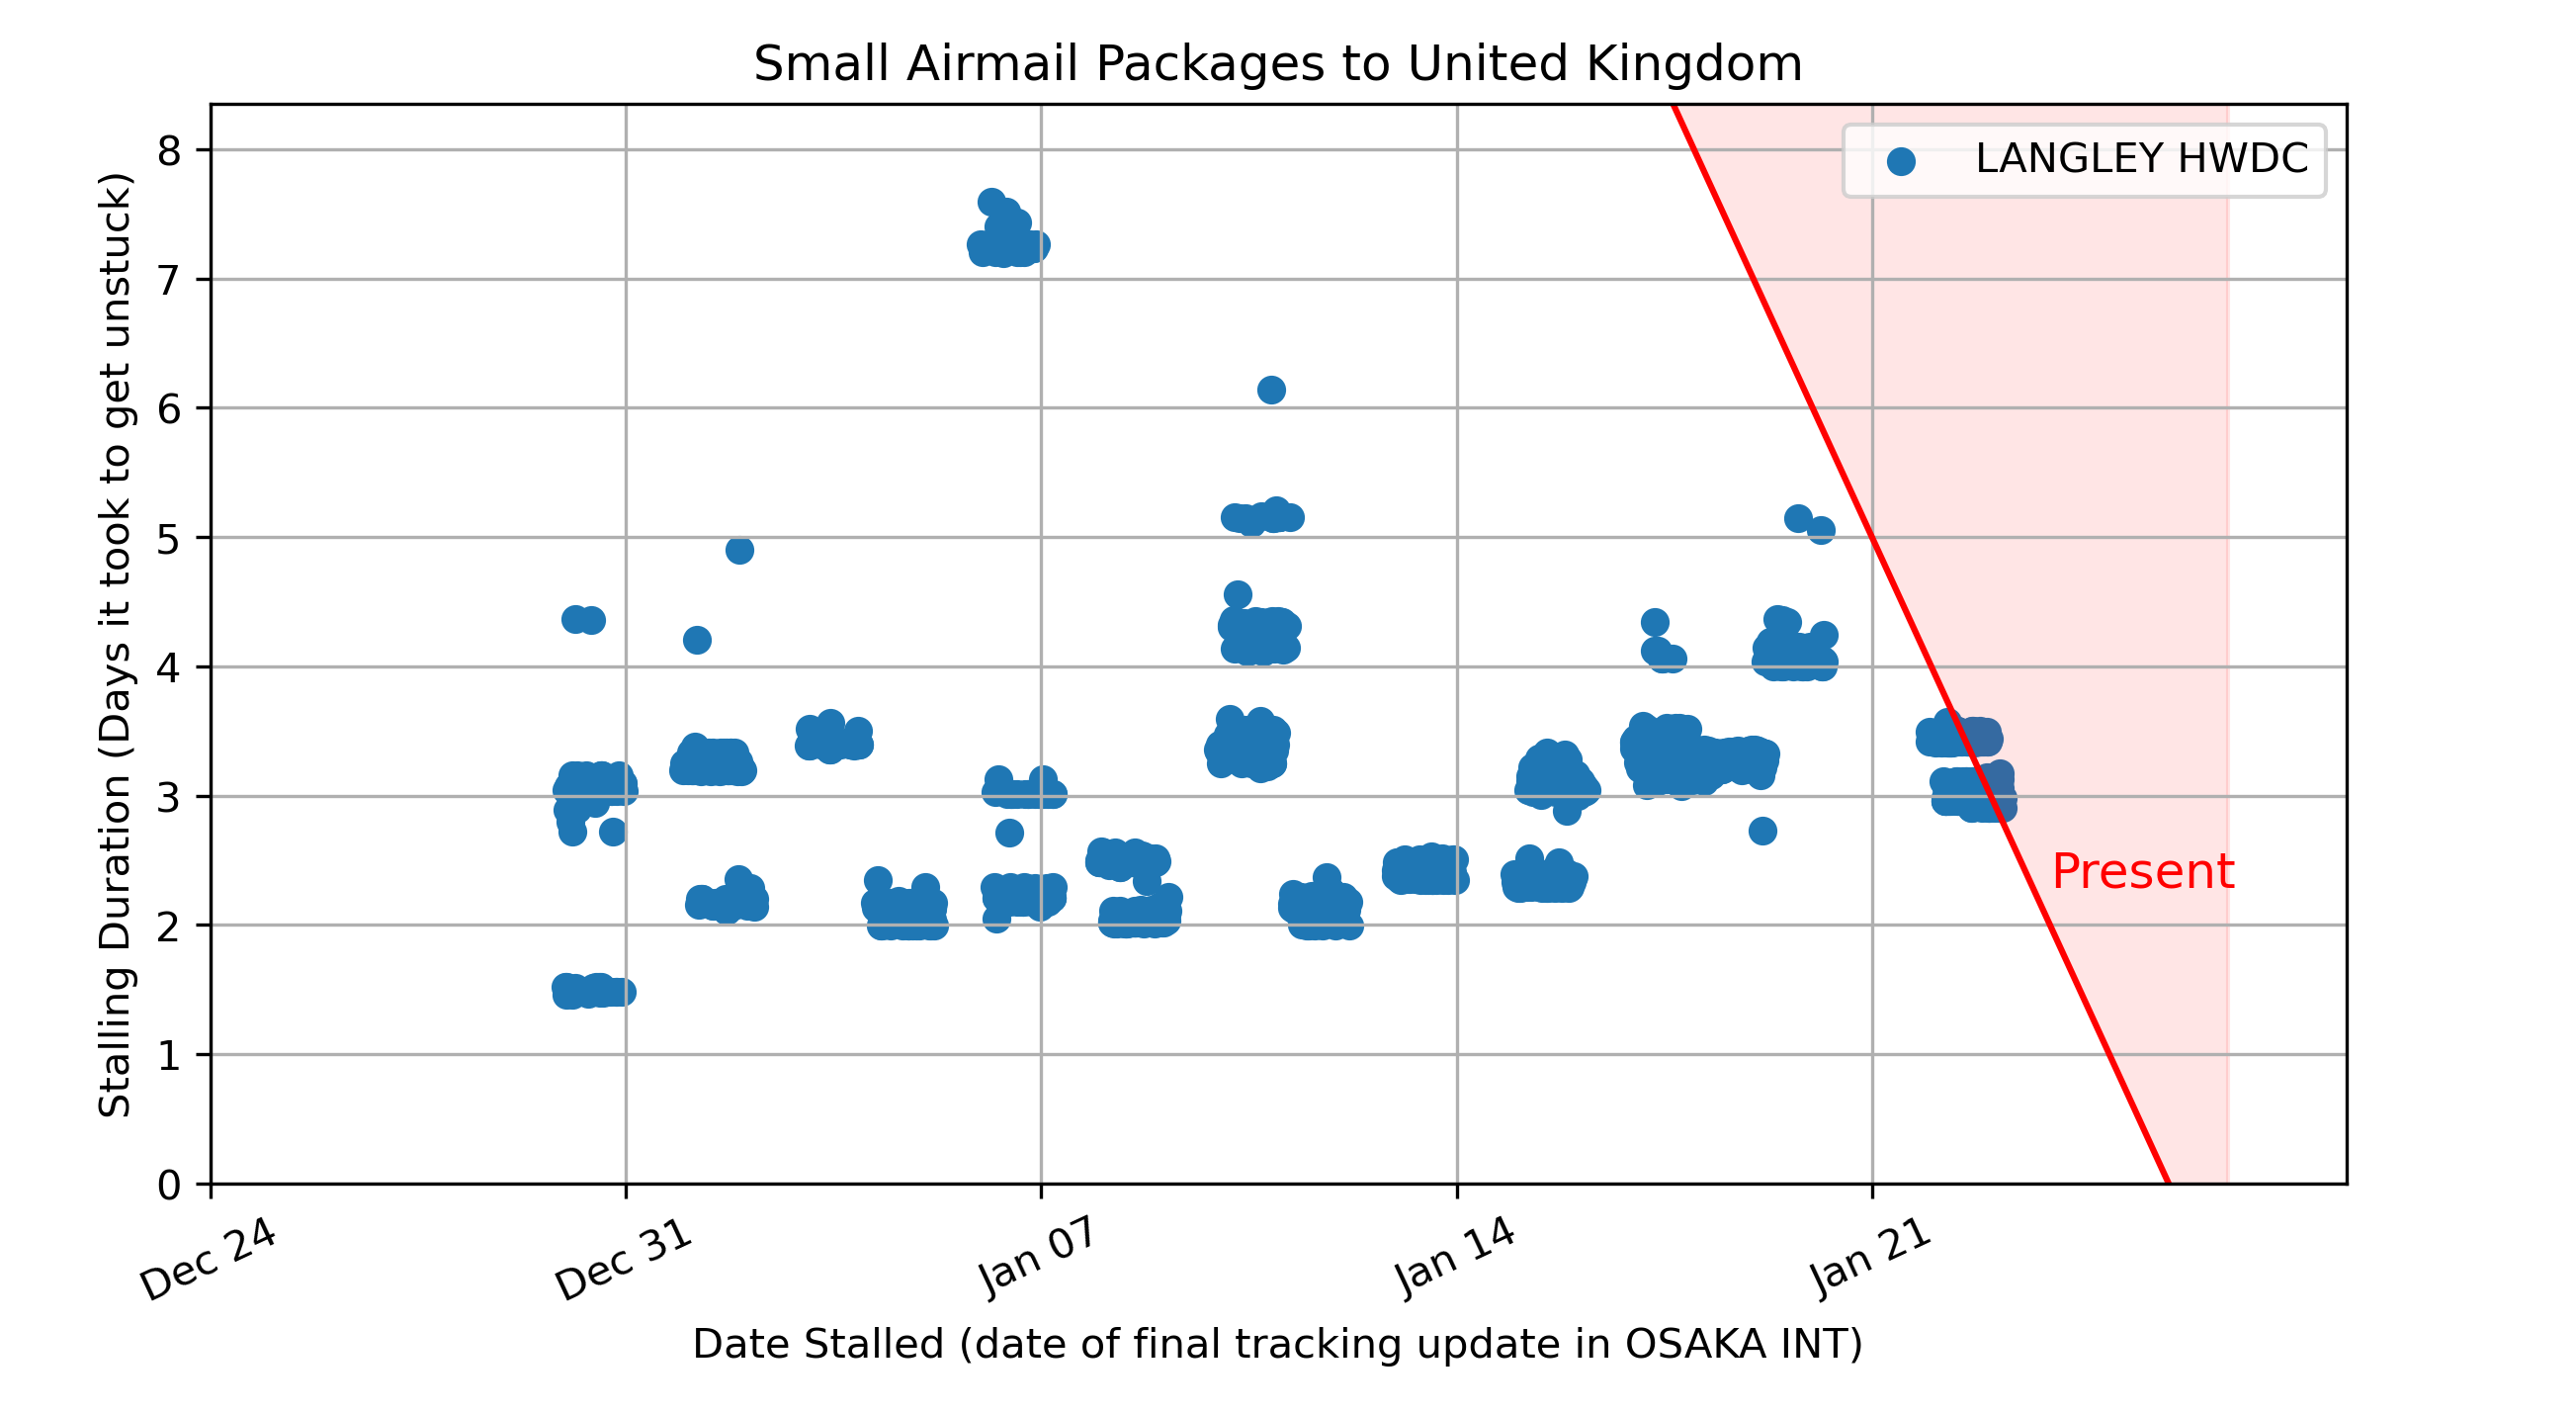 Small Airmail Packages to United Kingdom
LANGLEY HWDC
Stalling Duration (Days it took to get unstuck)
8
7
6
5
4
3
2
1
0
Present
Dec 24
Dec 31
Jan 07
Jan 14
Jan 21
Date Stalled (date of final tracking update in OSAKA INT)